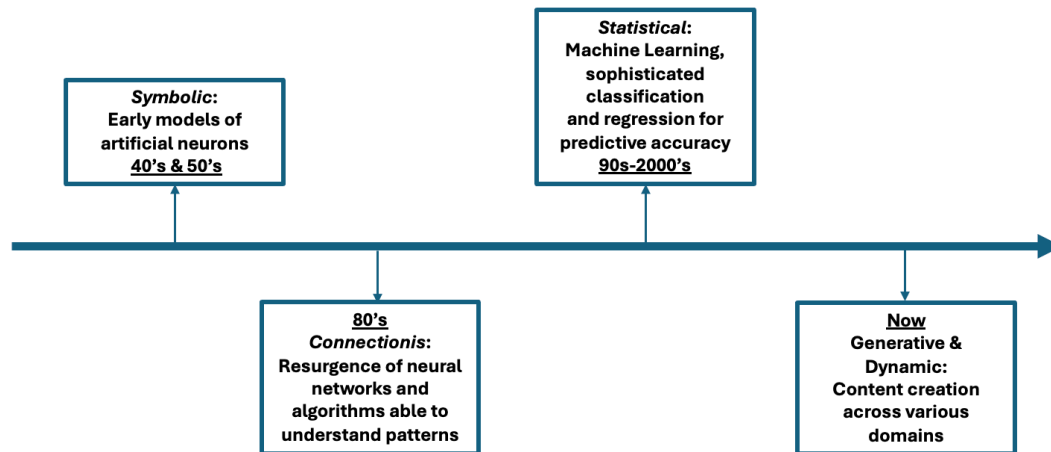 Symbolic:
Early models of
artificial neurons
40's & 50's
80's
Connectionis:
Resurgence of neural
networks and
algorithms able to
understand patterns
Statistical:
Machine Learning,
sophisticated
classification
and regression for
predictive accuracy
90s-2000's
Now
Generative &
Dynamic:
Content creation
across various
domains